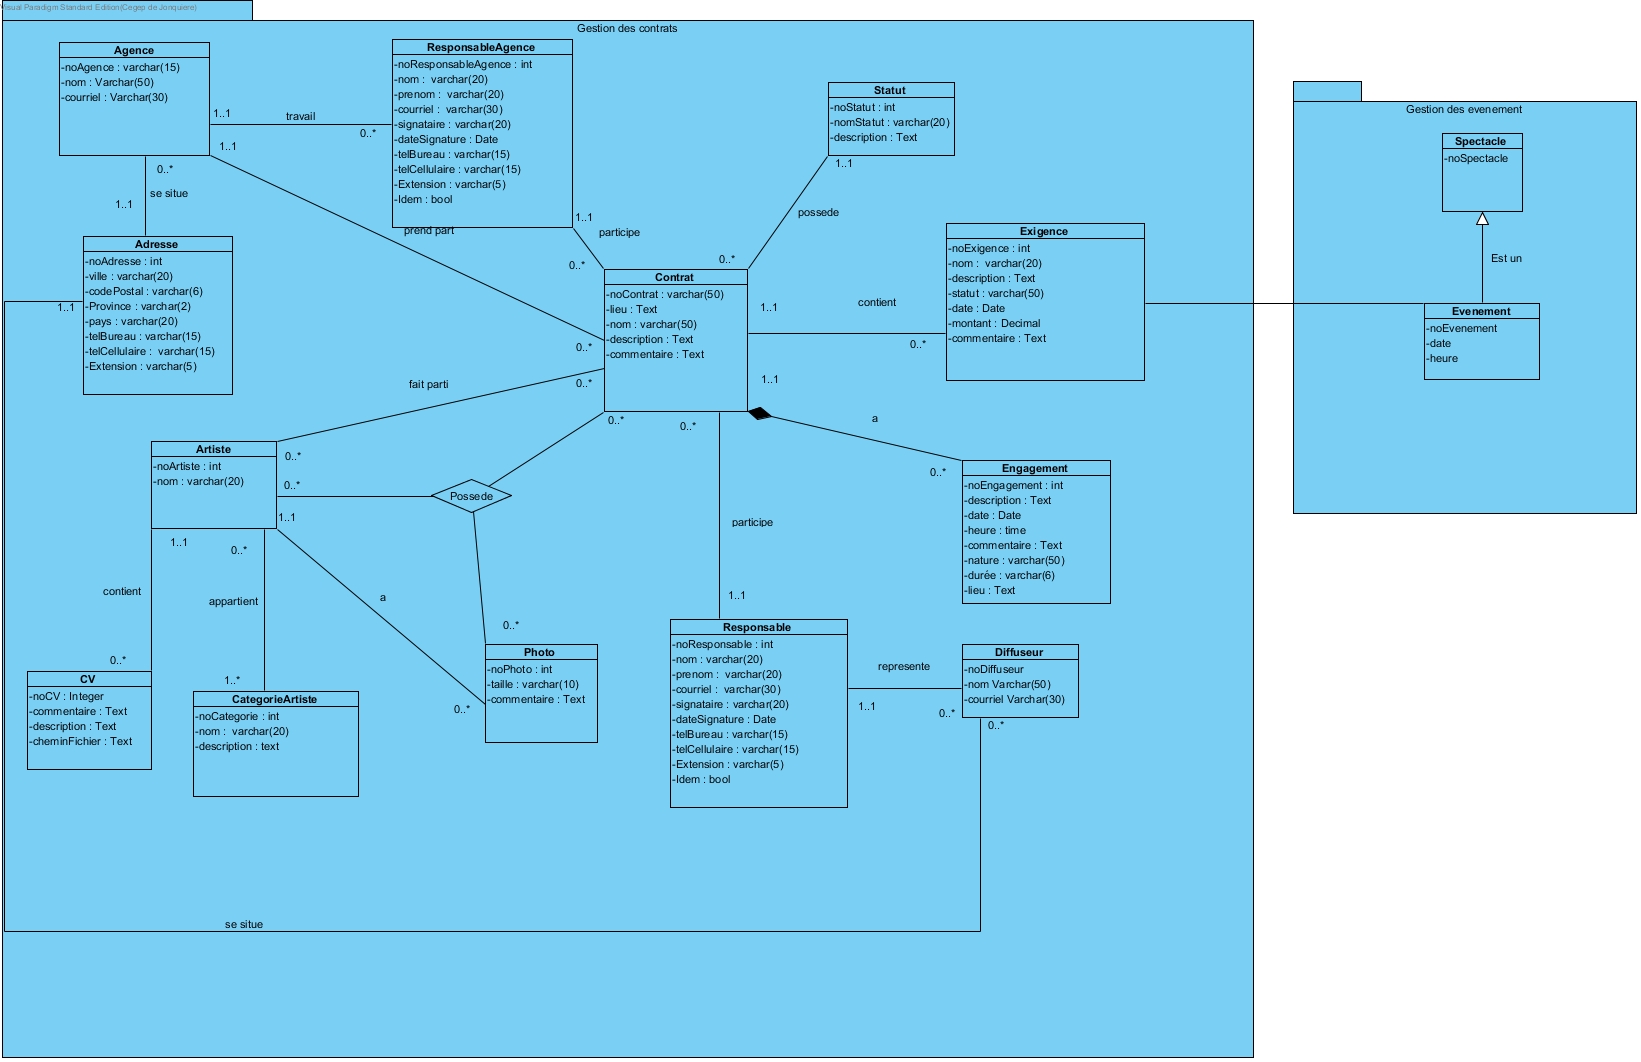 Visual Paradigm Standard Edition(Cegep de Jonquiere)
Gestion des contrats
Agence
-noAgence : varchar(15)
-nom : Varchar(50)
-courriel : Varchar(30)
1..1
travail
0..*
1..1
ResponsableAgence
-noResponsableAgence : int
-nom : varchar(20)
-prenom : varchar(20)
-courriel : varchar(30)
-signataire : varchar(20)
-dateSignature : Date
-telBureau : varchar(15)
-telCellulaire : varchar(15)
-Extension : varchar(5)
-Idem : bool
Statut
-noStatut : int
-nomStatut : varchar(20)
-description : Text
1..1
possede
0..*
Gestion des evenement
Spectacle
-noSpectacle
Est un
Evenement
-noEvenement
-date
-heure
0..*
se situe
1..1
prend part
1..1
participe
0..*
Adresse
-noAdresse : int
-ville : varchar(20)
-codePostal : varchar(6)
-Province : varchar(2)
-pays : varchar(20)
-telBureau : varchar(15)
-telCellulaire : varchar(15)
-Extension : varchar(5)
1..1
Contrat
-noContrat : varchar(50)
-lieu : Text
-nom : varchar(50)
-description : Text
-commentaire : Text
0..*
0..*
1..1
contient
0..*
1..1
Exigence
-noExigence : int
-nom : varchar(20)
-description : Text
-statut : varchar(50)
-date : Date
-montant : Decimal
-commentaire : Text
fait parti
0..*
0..*
a
0..*
Artiste
-noArtiste : int
-nom : varchar(20)
0..*
0..*
1..1
Possede
Engagement
-noEngagement : int
-description : Text
-date : Date
-heure : time
-commentaire : Text
-nature : varchar(50)
-durée : varchar(6)
-lieu : Text
participe
1..1
1..1
0..*
contient
appartient
a
0..*
1..*
0..*
0..*
CV
-noCV : Integer
-commentaire : Text
-description : Text
-cheminFichier : Text
CategorieArtiste
-noCategorie : int
-nom : varchar(20)
-description : text
Photo
-noPhoto : int
-taille : varchar(10)
-commentaire : Text
Responsable
-noResponsable : int
-nom : varchar(20)
-prenom : varchar(20)
-courriel : varchar(30)
-signataire : varchar(20)
-dateSignature : Date
-telBureau : varchar(15)
-telCellulaire : varchar(15)
-Extension : varchar(5)
-Idem : bool
represente
1..1
0..*
Diffuseur
-noDiffuseur
-nom Varchar(50)
-courriel Varchar(30)
0..*
se situe